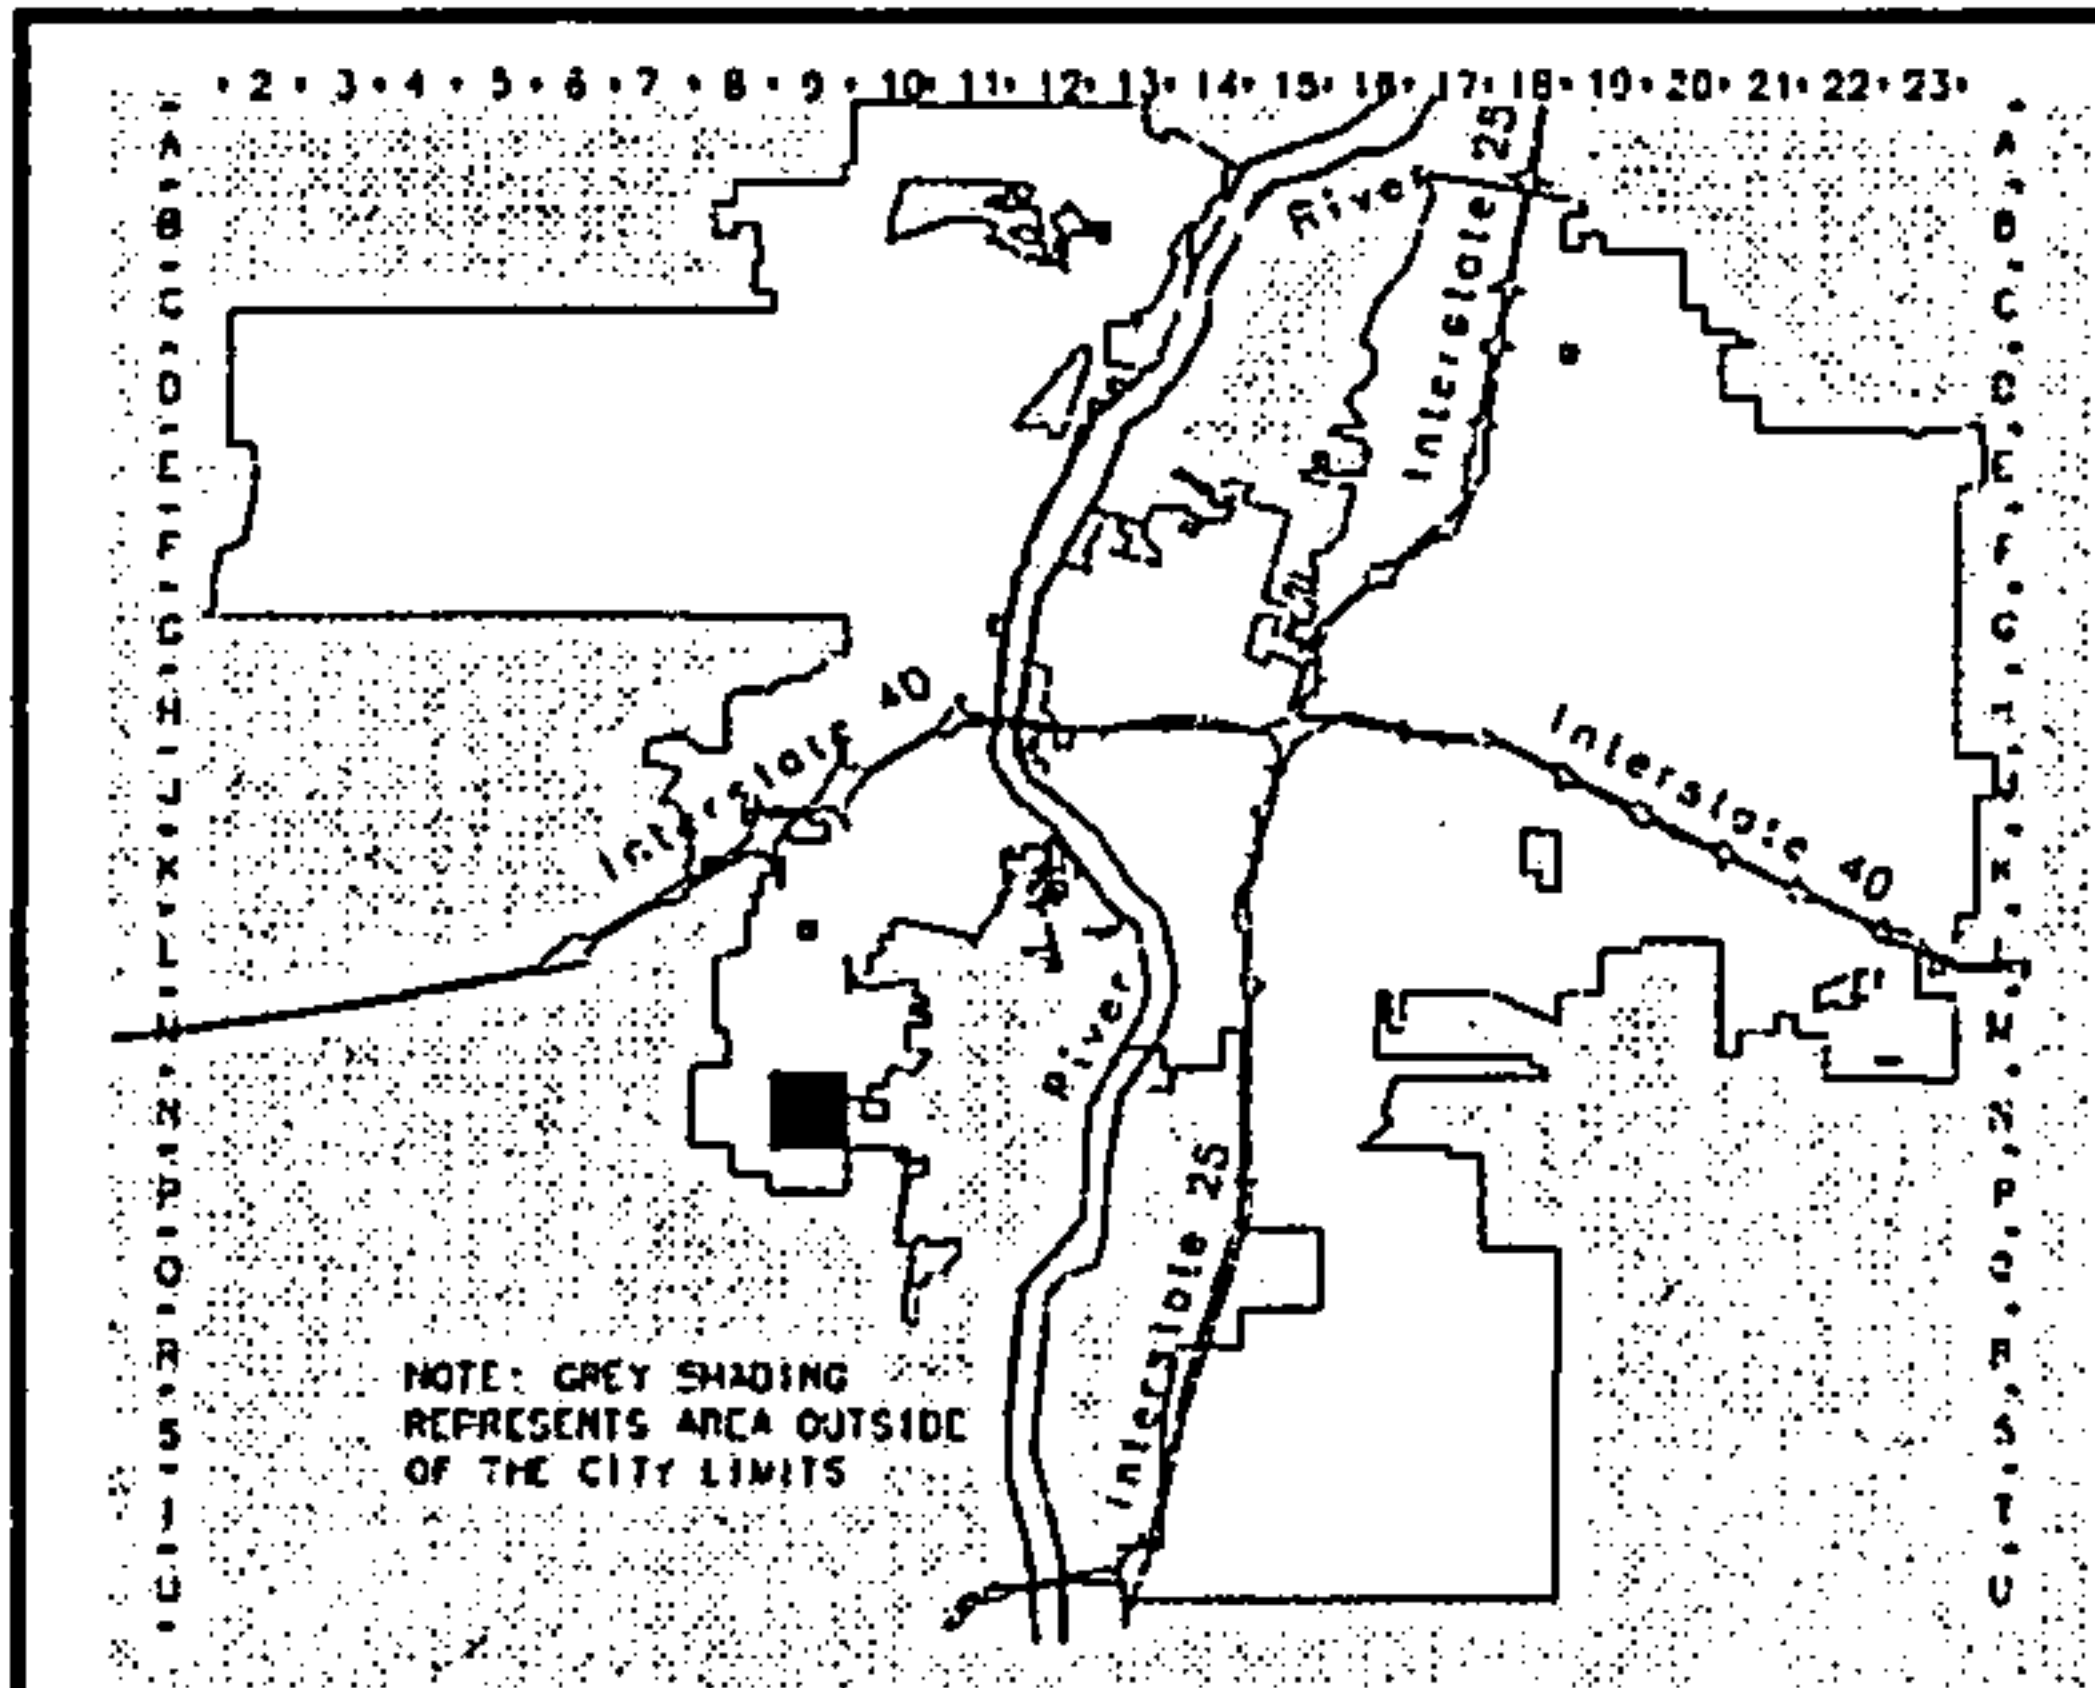 2 3 4 5 6 7 8 9 10 11 12 13 14 15 16 17 18 19 20 21 22 23
A A
B B
C C
D D
E E
F F
G G
H H
J J
K K
L L
M M
N N
P P
Q Q
R R
S S
T T
U U
River
Interstate 25
Interstate 40
Interstate 40
River
Interstate 25
NOTE: GREY SHADING
REPRESENTS AREA OUTSIDE
OF THE CITY LIMITS